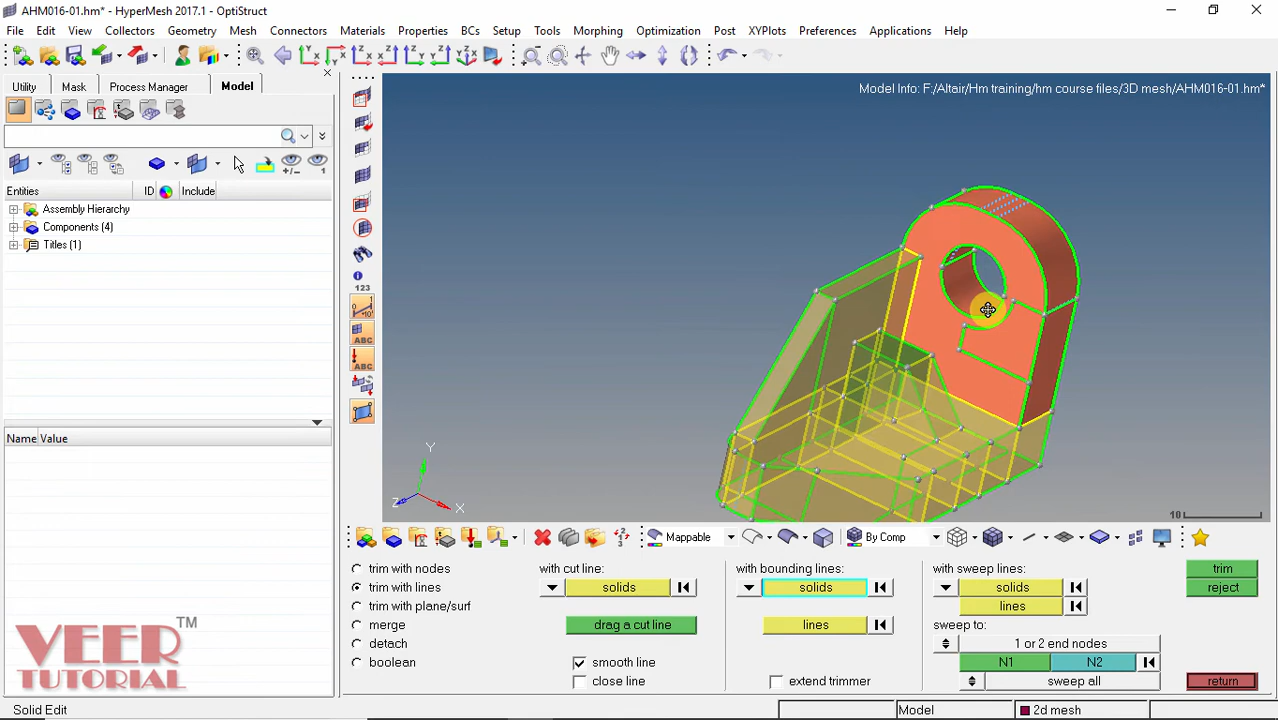 AHM016-01.hm* - HyperMesh 2017.1 - OptiStruct
File Edit View Collectors Geometry Mesh Connectors Materials Properties BCs Setup Tools Morphing Optimization Post XYPlots Preferences Applications Help
Utility Mask Process Manager Model
Model Info: F:/Altair/Hm training/hm course files/3D mesh/AHM016-01.hm*
Entities ID Include
Assembly Hierarchy
Components (4)
Titles (1)
123
ABC
ABC
Name Value
Y
X
Z
10
Mappable By Comp
trim with nodes with cut line: with bounding lines: with sweep lines: trim
trim with lines solids solids solids reject
trim with plane/surf lines
merge drag a cut line lines sweep to:
detach 1 or 2 end nodes
boolean smooth line N1 N2
close line extend trimmer sweep all return
VEER TM
TUTORIAL
Solid Edit Model 2d mesh